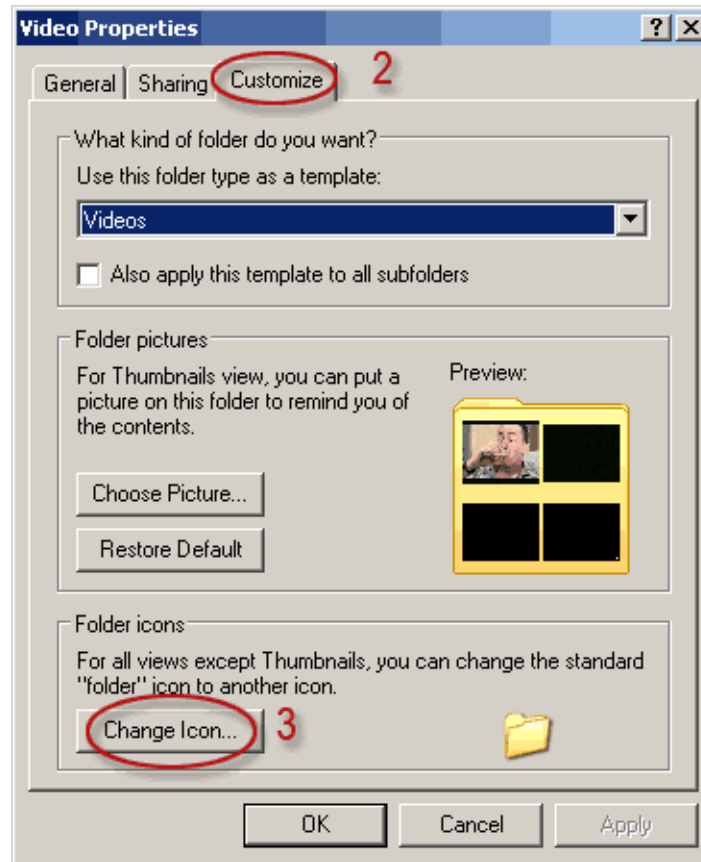 Video Properties
? X
General Sharing Customize 2
What kind of folder do you want?
Use this folder type as a template:
Videos
Also apply this template to all subfolders
Folder pictures
For Thumbnails view, you can put a
picture on this folder to remind you of
the contents.
Preview:
Choose Picture...
Restore Default
Folder icons
For all views except Thumbnails, you can change the standard
"folder" icon to another icon.
Change Icon... 3
OK Cancel Apply